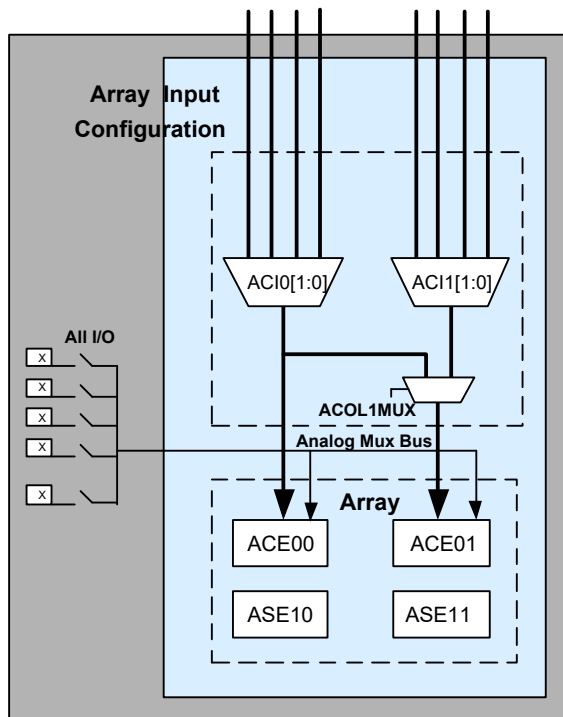 Array Input
Configuration
ACI0[1:0]
ACI1[1:0]
All I/O
X
X
X
X
X
ACOL1MUX
Analog Mux Bus
Array
ACE00
ACE01
ASE10
ASE11